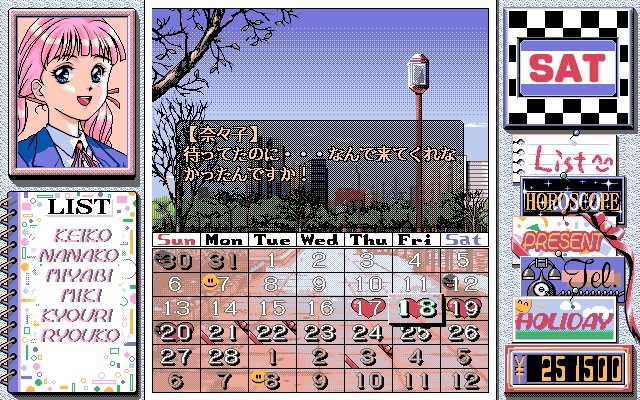 【奈々子】
待ってたのに・・・なんで来てくれな
かったんですか！
SAT
List
HOROSCOPE
PRESENT
Tel
HOLIDAY
¥ 251500
LIST
KEIKO
NANAKO
MIYABI
MIKI
KYOURI
RYOUKO
Sun Mon Tue Wed Thu Fri Sat
30 31 1 2 3 4 5
6 7 8 9 10 11 12
13 14 15 16 17 18 19
20 21 22 23 24 25 26
27 28 1 2 3 4 5
6 7 8 9 10 11 12